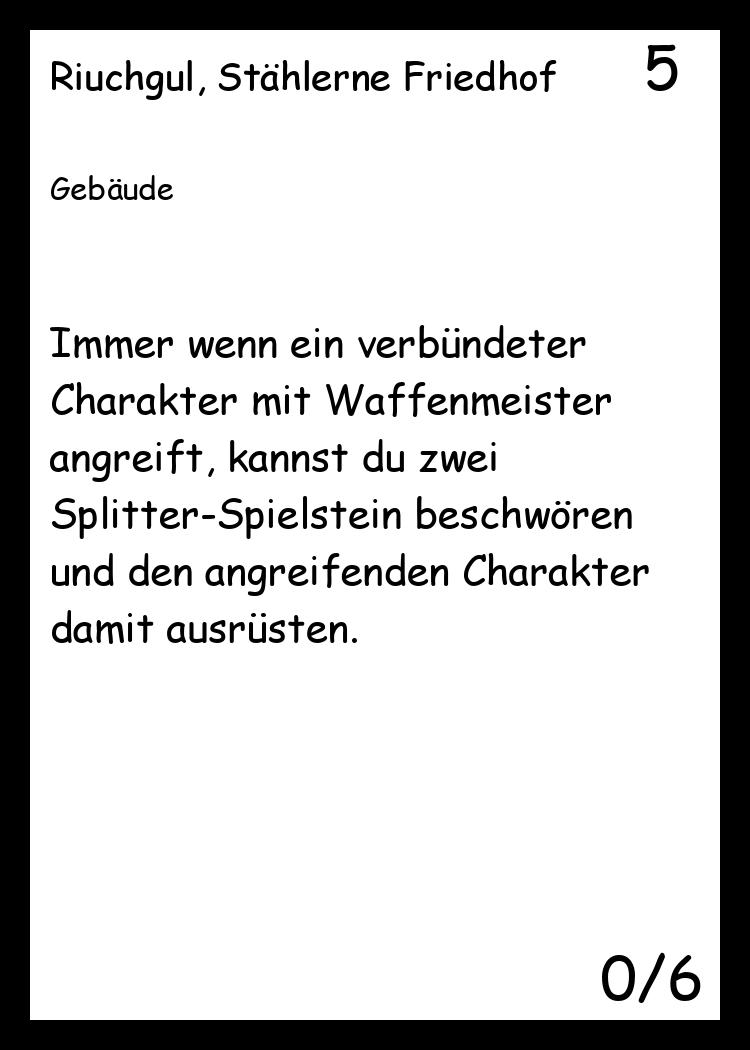 Riuchgul, Stählerne Friedhof 5
Gebäude
Immer wenn ein verbündeter
Charakter mit Waffenmeister
angreift, kannst du zwei
Splitter-Spielstein beschwören
und den angreifenden Charakter
damit ausrüsten.
0/6